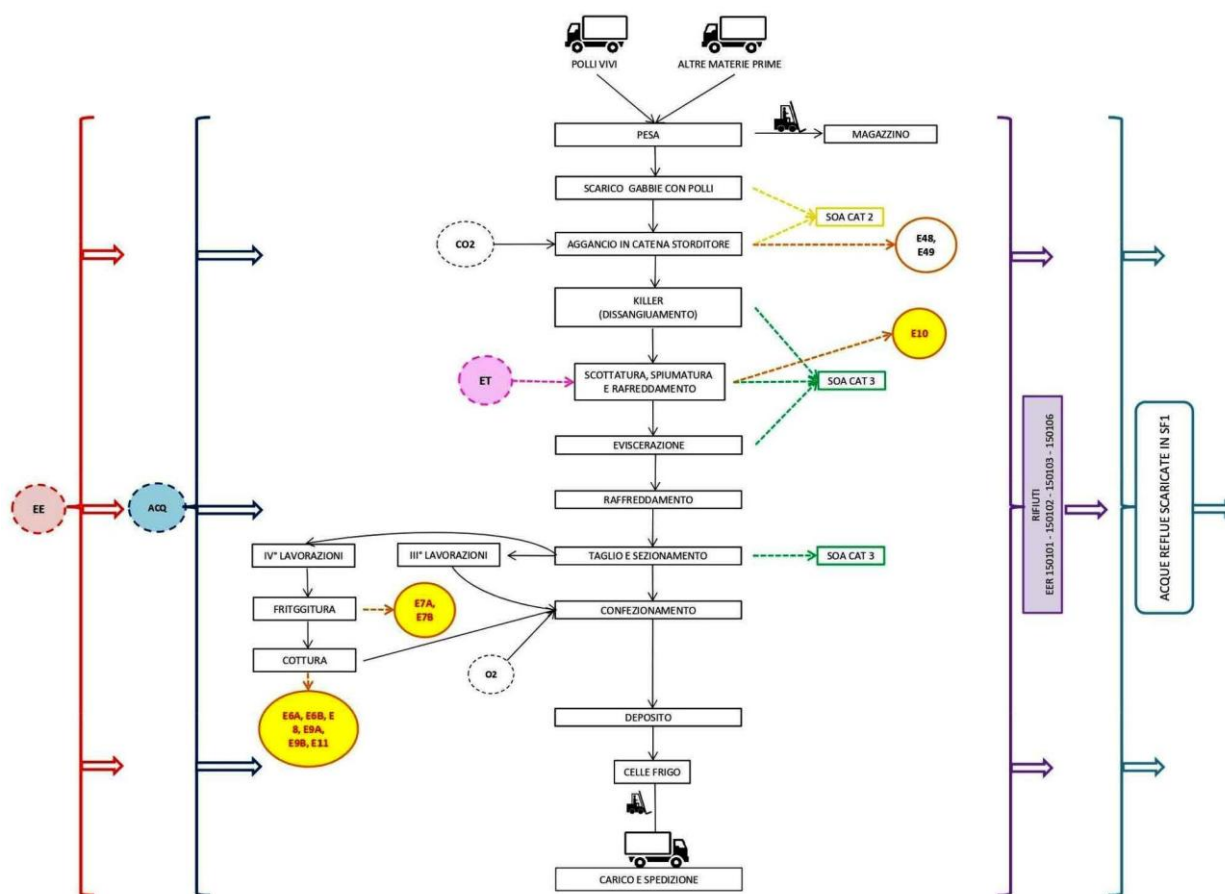 POLLI VIVI
ALTRE MATERIE PRIME
PESA
MAGAZZINO
SCARICO GABBIE CON POLLI
SOA CAT 2
CO2
AGGANCIO IN CATENA STORDITORE
E48,
E49
KILLER
(DISSANGIUAMENTO)
E10
ET
SCOTTATURA, SPIUMATURA
E RAFREDDAMENTO
SOA CAT 3
EVISCERAZIONE
RAFFREDDAMENTO
EE
ACQ
IV° LAVORAZIONI
III° LAVORAZIONI
TAGLIO E SEZIONAMENTO
SOA CAT 3
FRITGGITURA
E7A,
E7B
CONFEZIONAMENTO
COTTURA
O2
E6A, E6B, E
8, E9A,
E9B, E11
DEPOSITO
CELLE FRIGO
CARICO E SPEDIZIONE
RIFIUTI
EER 150101 - 150102 - 150103 - 150106
ACQUE REFLUE SCARICATE IN SF1